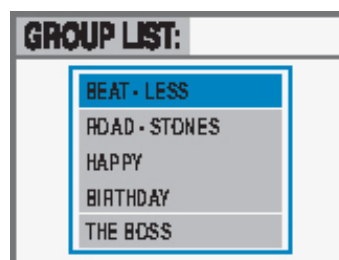 GROUP LIST:
BEAT - LESS
ROAD - STONES
HAPPY
BIRTHDAY
THE BOSS